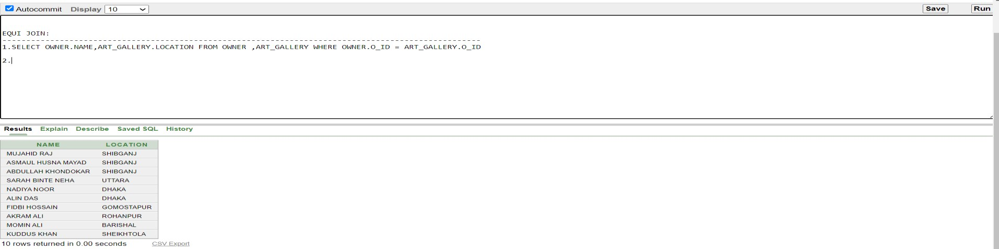 Autocommit Display 10 Save Run
EQUI JOIN:
----------------------------------------------------------------------------------------------------
1.SELECT OWNER.NAME,ART_GALLERY.LOCATION FROM OWNER ,ART_GALLERY WHERE OWNER.O_ID = ART_GALLERY.O_ID
2.
Results Explain Describe Saved SQL History
NAME LOCATION
MUJAHID RAJ SHIBGANJ
ASMAUL HUSNA MAYAD SHIBGANJ
ABDULLAH KHONDOKAR SHIBGANJ
SARAH BINTE NEHA UTTARA
NADIYA NOOR DHAKA
ALIN DAS DHAKA
FIDBI HOSSAIN GOMOSTAPUR
AKRAM ALI ROHANPUR
MOMIN ALI BARISHAL
KUDDUS KHAN SHEIKHTOLA
10 rows returned in 0.00 seconds CSV Export